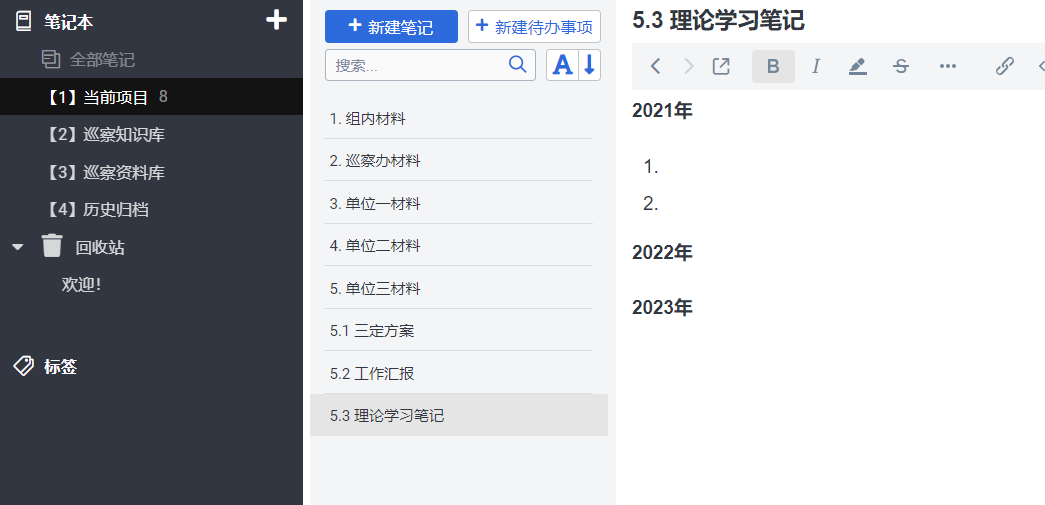 笔记本
全部笔记
【1】当前项目 8
【2】巡察知识库
【3】巡察资料库
【4】历史归档
回收站
欢迎！
标签
新建笔记
新建待办事项
搜索...
A
1. 组内材料
2. 巡察办材料
3. 单位一材料
4. 单位二材料
5. 单位三材料
5.1 三定方案
5.2 工作汇报
5.3 理论学习笔记
5.3 理论学习笔记
B I S
2021年
1.
2.
2022年
2023年